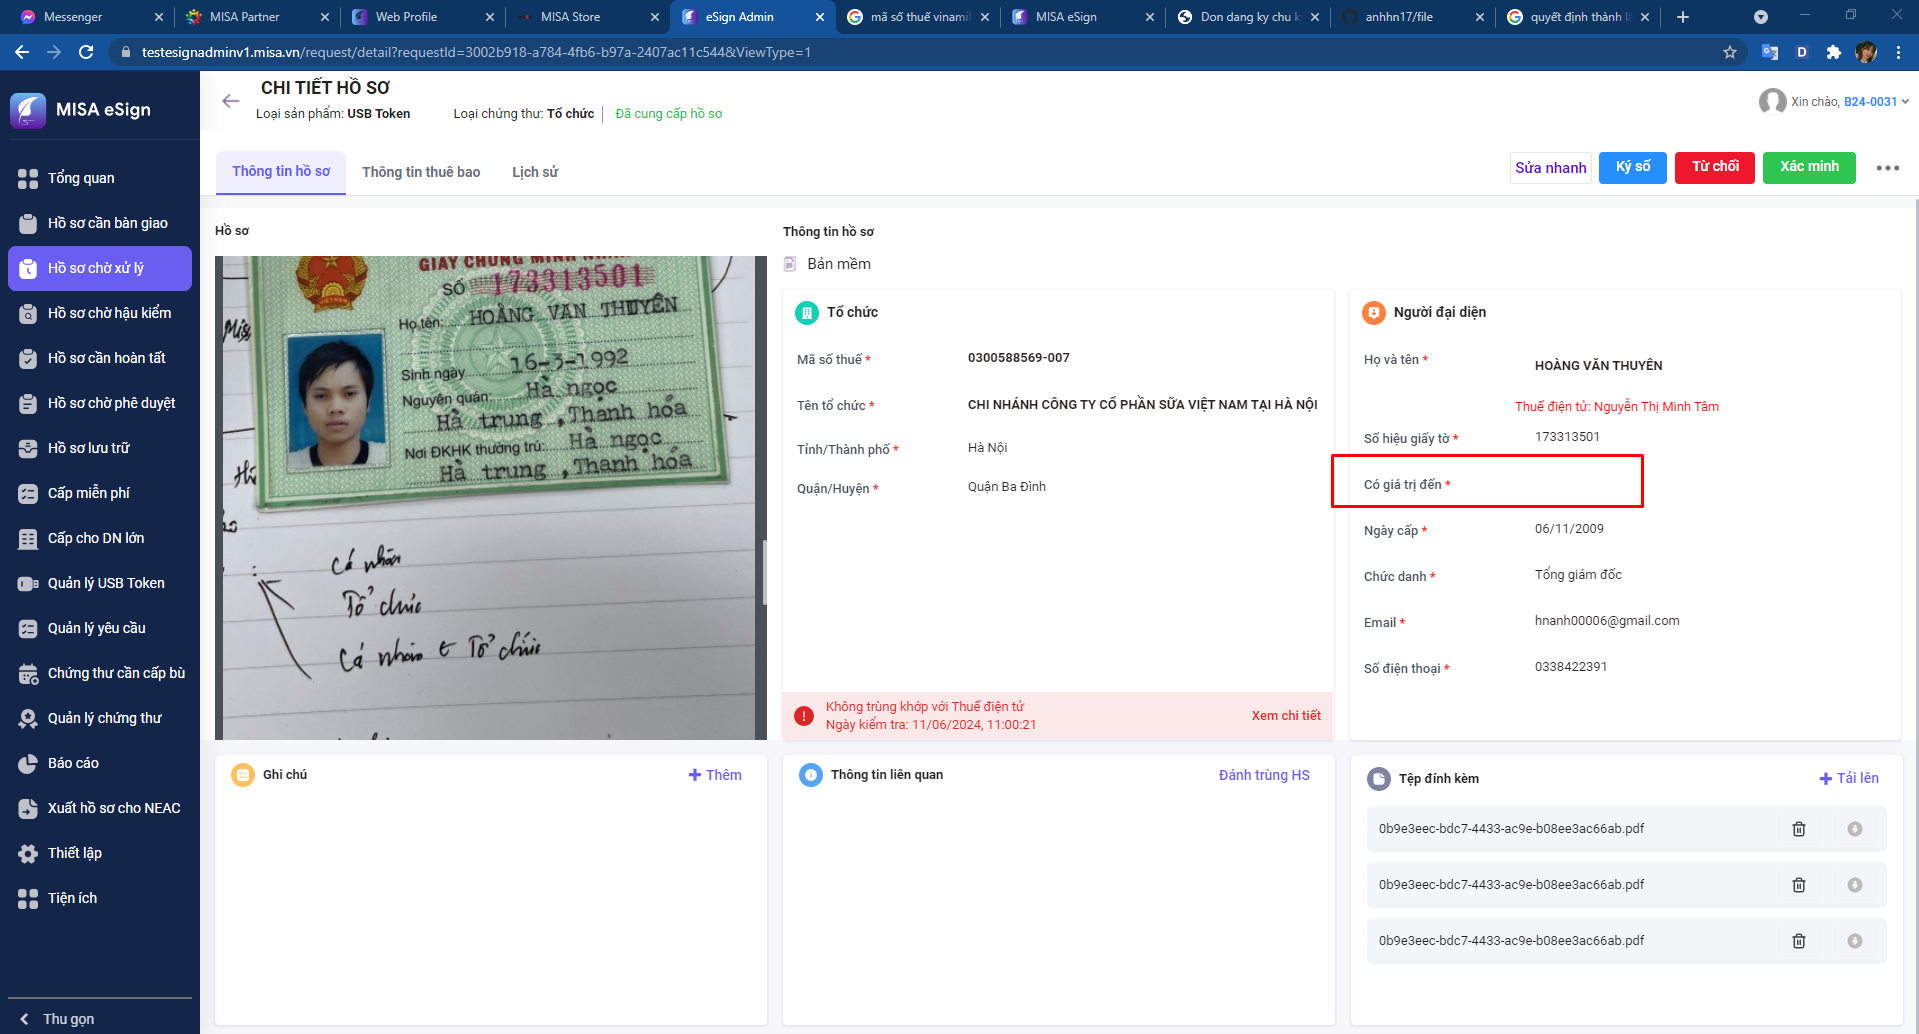 Messenger
MISA Partner
Web Profile
MISA Store
eSign Admin
mã số thuế vinamil
MISA eSign
Don dang ky chu k
anhhn17/file
quyết định thành lậ
testesignadminv1.misa.vn/request/detail?requestId=3002b918-a784-4fb6-b97a-2407ac11c544&ViewType=1
MISA eSign
Tổng quan
Hồ sơ cần bàn giao
Hồ sơ chờ xử lý
Hồ sơ chờ hậu kiểm
Hồ sơ cần hoàn tất
Hồ sơ chờ phê duyệt
Hồ sơ lưu trữ
Cấp miễn phí
Cấp cho DN lớn
Quản lý USB Token
Quản lý yêu cầu
Chứng thư cần cấp bù
Quản lý chứng thư
Báo cáo
Xuất hồ sơ cho NEAC
Thiết lập
Tiện ích
Thu gọn
CHI TIẾT HỒ SƠ
Loại sản phẩm: USB Token
Loại chứng thư: Tổ chức
Đã cung cấp hồ sơ
Xin chào, B24-0031
Thông tin hồ sơ
Thông tin thuê bao
Lịch sử
Sửa nhanh
Ký số
Từ chối
Xác minh
Hồ sơ
GIẤY CHỨNG MINH NHÂN
SỐ 173313501
Họ tên: HOÀNG VĂN THUYÊN
Sinh ngày 16-3-1992
Nguyên quán: Hà ngọc
Hà trung, Thanh hóa
Nơi ĐKHK thường trú: Hà ngọc
Hà trung, Thanh hóa
Cá nhân
Tổ chức
Cá nhân & Tổ chức
Thông tin hồ sơ
Bản mềm
Tổ chức
Mã số thuế * 0300588569-007
Tên tổ chức * CHI NHÁNH CÔNG TY CỔ PHẦN SỮA VIỆT NAM TẠI HÀ NỘI
Tỉnh/Thành phố * Hà Nội
Quận/Huyện * Quận Ba Đình
Không trùng khớp với Thuế điện tử
Ngày kiểm tra: 11/06/2024, 11:00:21
Xem chi tiết
Người đại diện
Họ và tên * HOÀNG VĂN THUYÊN
Thuế điện tử: Nguyễn Thị Minh Tâm
Số hiệu giấy tờ * 173313501
Có giá trị đến *
Ngày cấp * 06/11/2009
Chức danh * Tổng giám đốc
Email * hnanh00006@gmail.com
Số điện thoại * 0338422391
Ghi chú
Thêm
Thông tin liên quan
Đánh trùng HS
Tệp đính kèm
Tải lên
0b9e3eec-bdc7-4433-ac9e-b08ee3ac66ab.pdf
0b9e3eec-bdc7-4433-ac9e-b08ee3ac66ab.pdf
0b9e3eec-bdc7-4433-ac9e-b08ee3ac66ab.pdf